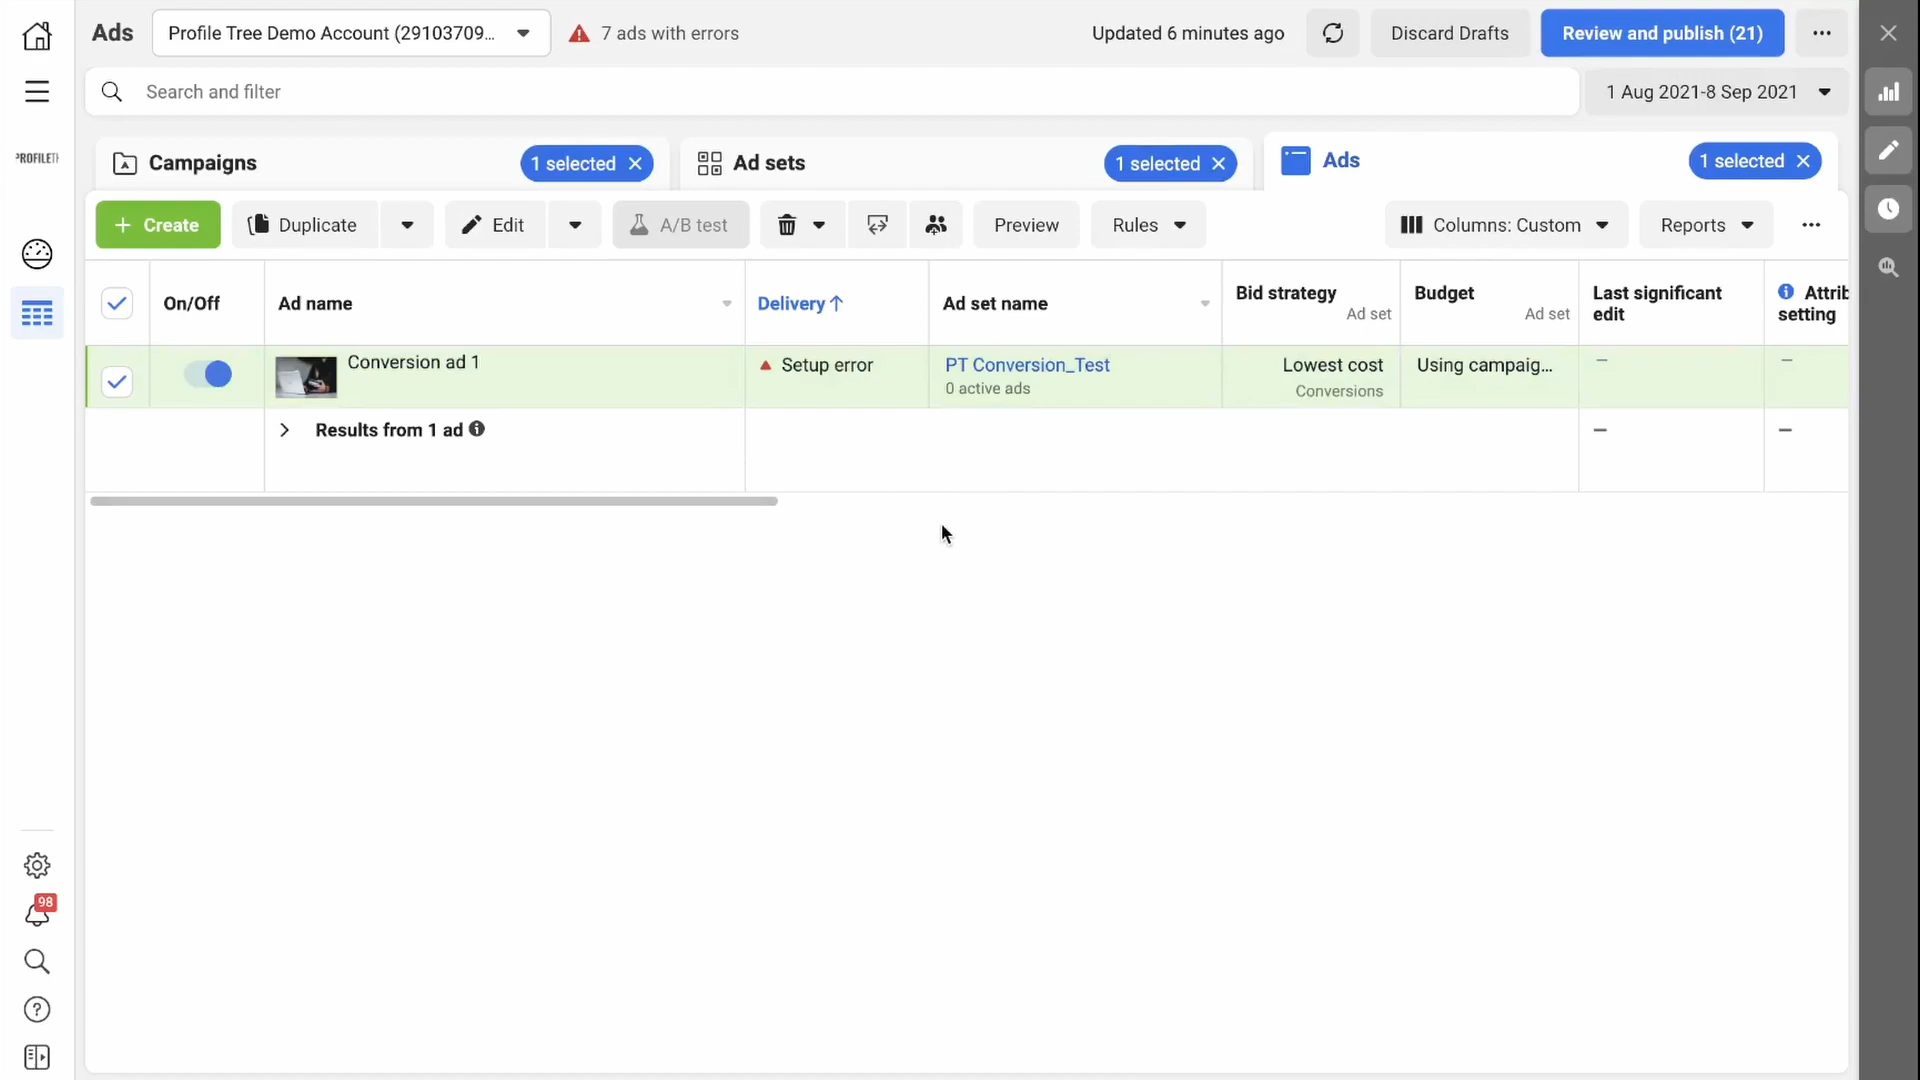 Ads
Profile Tree Demo Account (29103709...
7 ads with errors
Updated 6 minutes ago
Discard Drafts
Review and publish (21)
Search and filter
1 Aug 2021-8 Sep 2021
Campaigns
1 selected
Ad sets
1 selected
Ads
1 selected
Create
Duplicate
Edit
A/B test
Preview
Rules
Columns: Custom
Reports
On/Off
Ad name
Delivery
Ad set name
Bid strategy
Ad set
Budget
Ad set
Last significant
edit
Attrib
setting
Conversion ad 1
Setup error
PT Conversion_Test
0 active ads
Lowest cost
Conversions
Using campaig...
–
–
Results from 1 ad
–
–
98